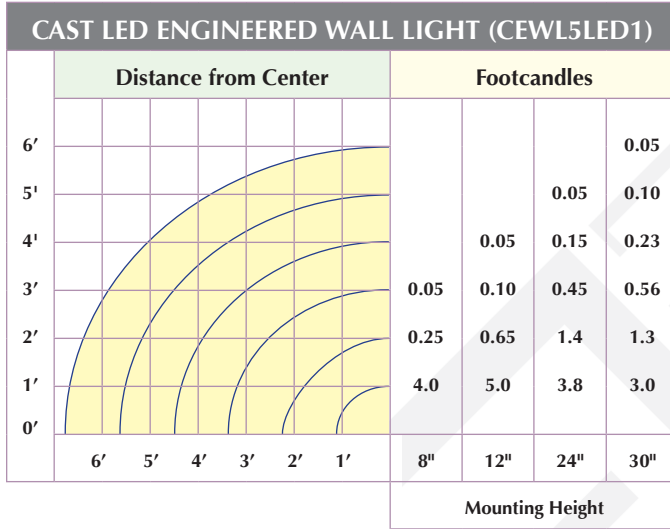 CAST LED ENGINEERED WALL LIGHT (CEWL5LED1)
Distance from Center Footcandles
6′ 0.05
5' 0.05 0.10
4' 0.05 0.15 0.23
3′ 0.05 0.10 0.45 0.56
2′ 0.25 0.65 1.4 1.3
1′ 4.0 5.0 3.8 3.0
0′
6′ 5′ 4′ 3′ 2′ 1′ 8" 12" 24" 30"
Mounting Height